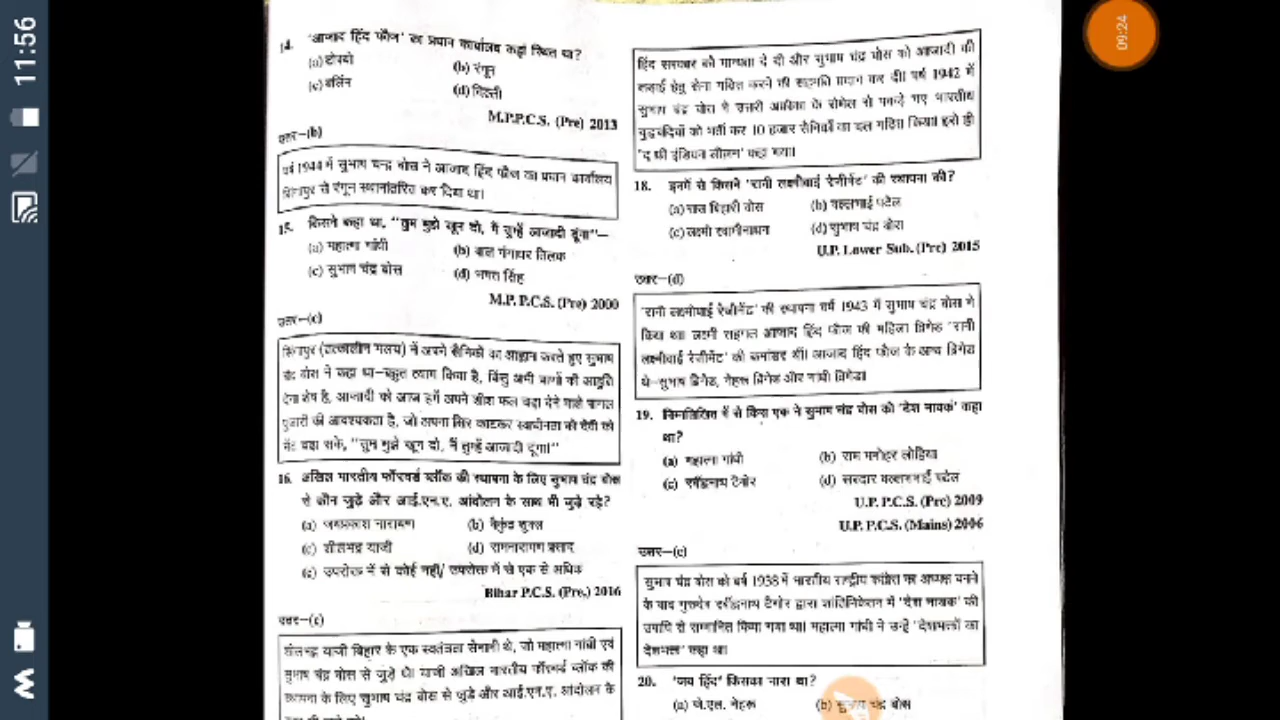 11:56
09:24
14. 'आजाद हिंद फौज' का प्रधान कार्यालय कहां स्थित था?
(a) टोक्यो (b) रंगून
(c) बर्लिन (d) दिल्ली
M.P.P.C.S. (Pre) 2013
उत्तर-(b)
वर्ष 1944 में सुभाष चन्द्र बोस ने आजाद हिंद फौज का प्रधान कार्यालय
सिंगापुर से रंगून स्थानांतरित कर दिया था।
15. किसने कहा था, "तुम मुझे खून दो, मैं तुम्हें आजादी दूंगा"–
(a) महात्मा गांधी (b) बाल गंगाधर तिलक
(c) सुभाष चंद्र बोस (d) भगत सिंह
M.P. P.C.S. (Pre) 2000
उत्तर-(c)
सिंगापुर (तत्कालीन मलय) में अपने सैनिकों का आह्वान करते हुए सुभाष
चंद्र बोस ने कहा था–बहुत त्याग किया है, किंतु अभी प्राणों की आहुति
देना शेष है, आजादी को आज हमें अपने शीश फल चढ़ा देने वाले पागल
पुजारी की आवश्यकता है, जो अपना सिर काटकर स्वाधीनता की देवी को
भेंट चढ़ा सकें, "तुम मुझे खून दो, मैं तुम्हें आजादी दूंगा।"
16. अखिल भारतीय फॉरवर्ड ब्लॉक की स्थापना के लिए सुभाष चंद्र बोस
से कौन जुड़े और आई.एन.ए. आंदोलन के साथ भी जुड़े रहे?
(a) जयप्रकाश नारायण (b) बैकुंठ शुक्ल
(c) शीलभद्र याजी (d) रामनारायण प्रसाद
(e) उपरोक्त में से कोई नहीं/ उपरोक्त में से एक से अधिक
Bihar P.C.S. (Pre.) 2016
उत्तर-(c)
शीलभद्र याजी बिहार के एक स्वतंत्रता सेनानी थे, जो महात्मा गांधी एवं
सुभाष चंद्र बोस से जुड़े थे। याजी अखिल भारतीय फॉरवर्ड ब्लॉक की
स्थापना के लिए सुभाष चंद्र बोस से जुड़े और आई.एन.ए. आंदोलन के
हिंद सरकार को मान्यता दे दी और सुभाष चंद्र बोस को आजादी की
लड़ाई हेतु सेना गठित करने की सहमति प्रदान कर दी। वर्ष 1942 में
सुभाष चंद्र बोस ने उत्तरी अफ्रीका के रोमेल से पकड़े गए भारतीय
युद्धबंदियों को भर्ती कर 10 हजार सैनिकों का दल गठित किया। इसे ही
'द फ्री इंडियन लीजन' कहा गया।
18. इनमें से किसने 'रानी लक्ष्मीबाई रेजीमेंट' की स्थापना की?
(a) रास बिहारी बोस (b) वल्लभभाई पटेल
(c) लक्ष्मी स्वामीनाथन (d) सुभाष चंद्र बोस
U.P. Lower Sub. (Pre) 2015
उत्तर-(d)
'रानी लक्ष्मीबाई रेजीमेंट' की स्थापना वर्ष 1943 में सुभाष चंद्र बोस ने
किया था। लक्ष्मी सहगल आजाद हिंद फौज की महिला ब्रिगेड 'रानी
लक्ष्मीबाई रेजीमेंट' की कमांडर थीं। आजाद हिंद फौज के अन्य ब्रिगेड
थे–सुभाष ब्रिगेड, नेहरू ब्रिगेड और गांधी ब्रिगेड।
19. निम्नलिखित में से किस एक ने सुभाष चंद्र बोस को 'देश नायक' कहा
था?
(a) महात्मा गांधी (b) राम मनोहर लोहिया
(c) रवींद्रनाथ टैगोर (d) सरदार वल्लभभाई पटेल
U.P. P.C.S. (Pre) 2009
U.P. P.C.S. (Mains) 2006
उत्तर-(c)
सुभाष चंद्र बोस को वर्ष 1938 में भारतीय राष्ट्रीय कांग्रेस का अध्यक्ष बनने
के बाद गुरुदेव रवींद्रनाथ टैगोर द्वारा शांतिनिकेतन में 'देश नायक' की
उपाधि से सम्मानित किया गया था। महात्मा गांधी ने उन्हें 'देशभक्तों का
देशभक्त' कहा था।
20. 'जय हिंद' किसका नारा था?
(a) जे.एल. नेहरू (b) सुभाष चंद्र बोस